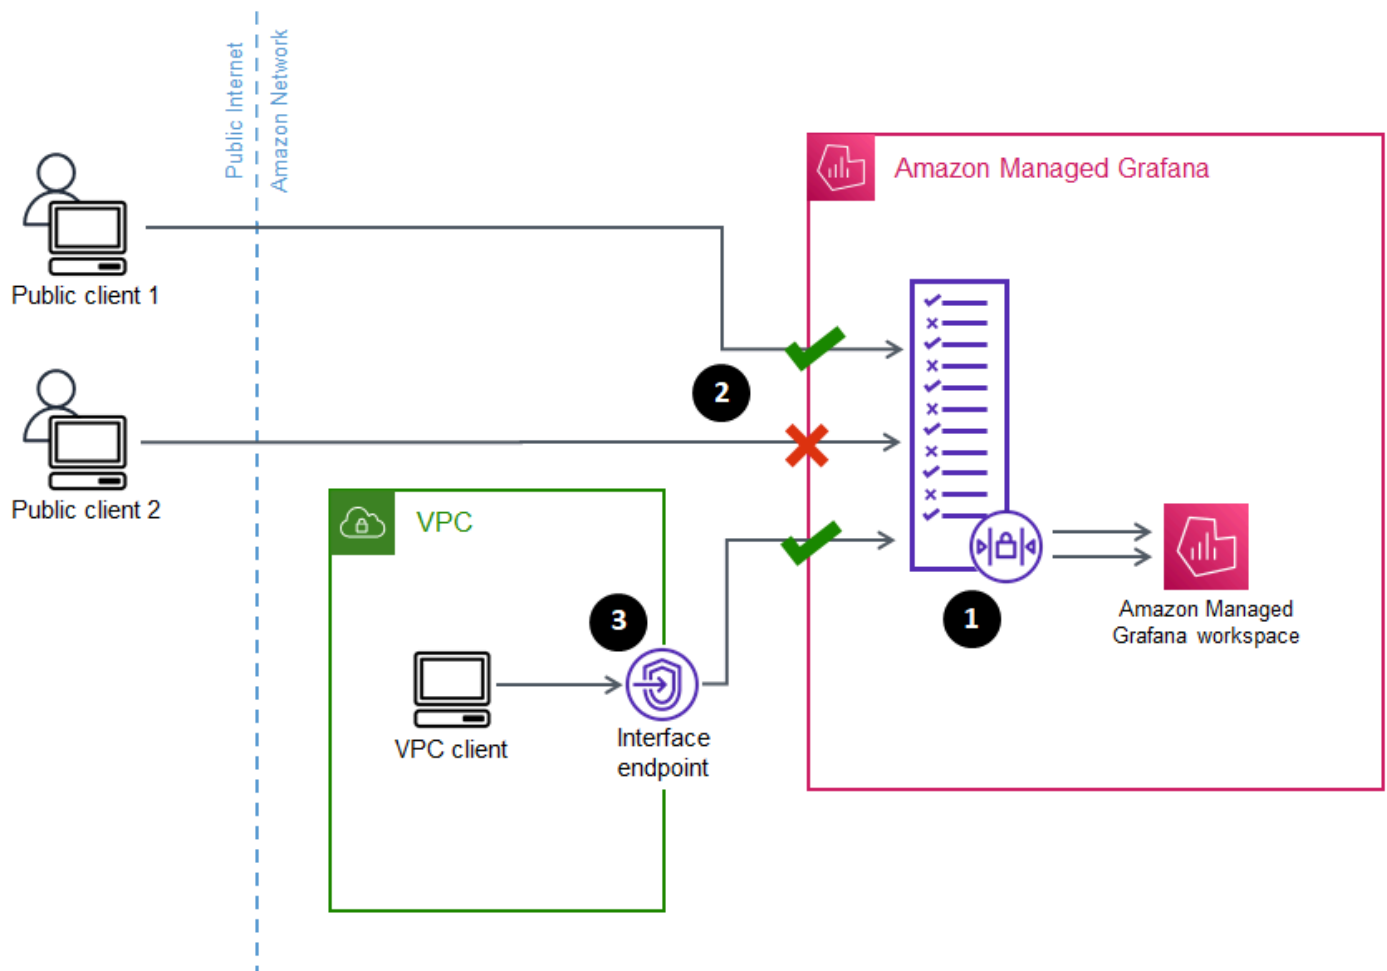 Public Internet
Amazon Network
Amazon Managed Grafana
Public client 1
2
Public client 2
VPC
3
1
Amazon Managed
Grafana workspace
VPC client
Interface
endpoint